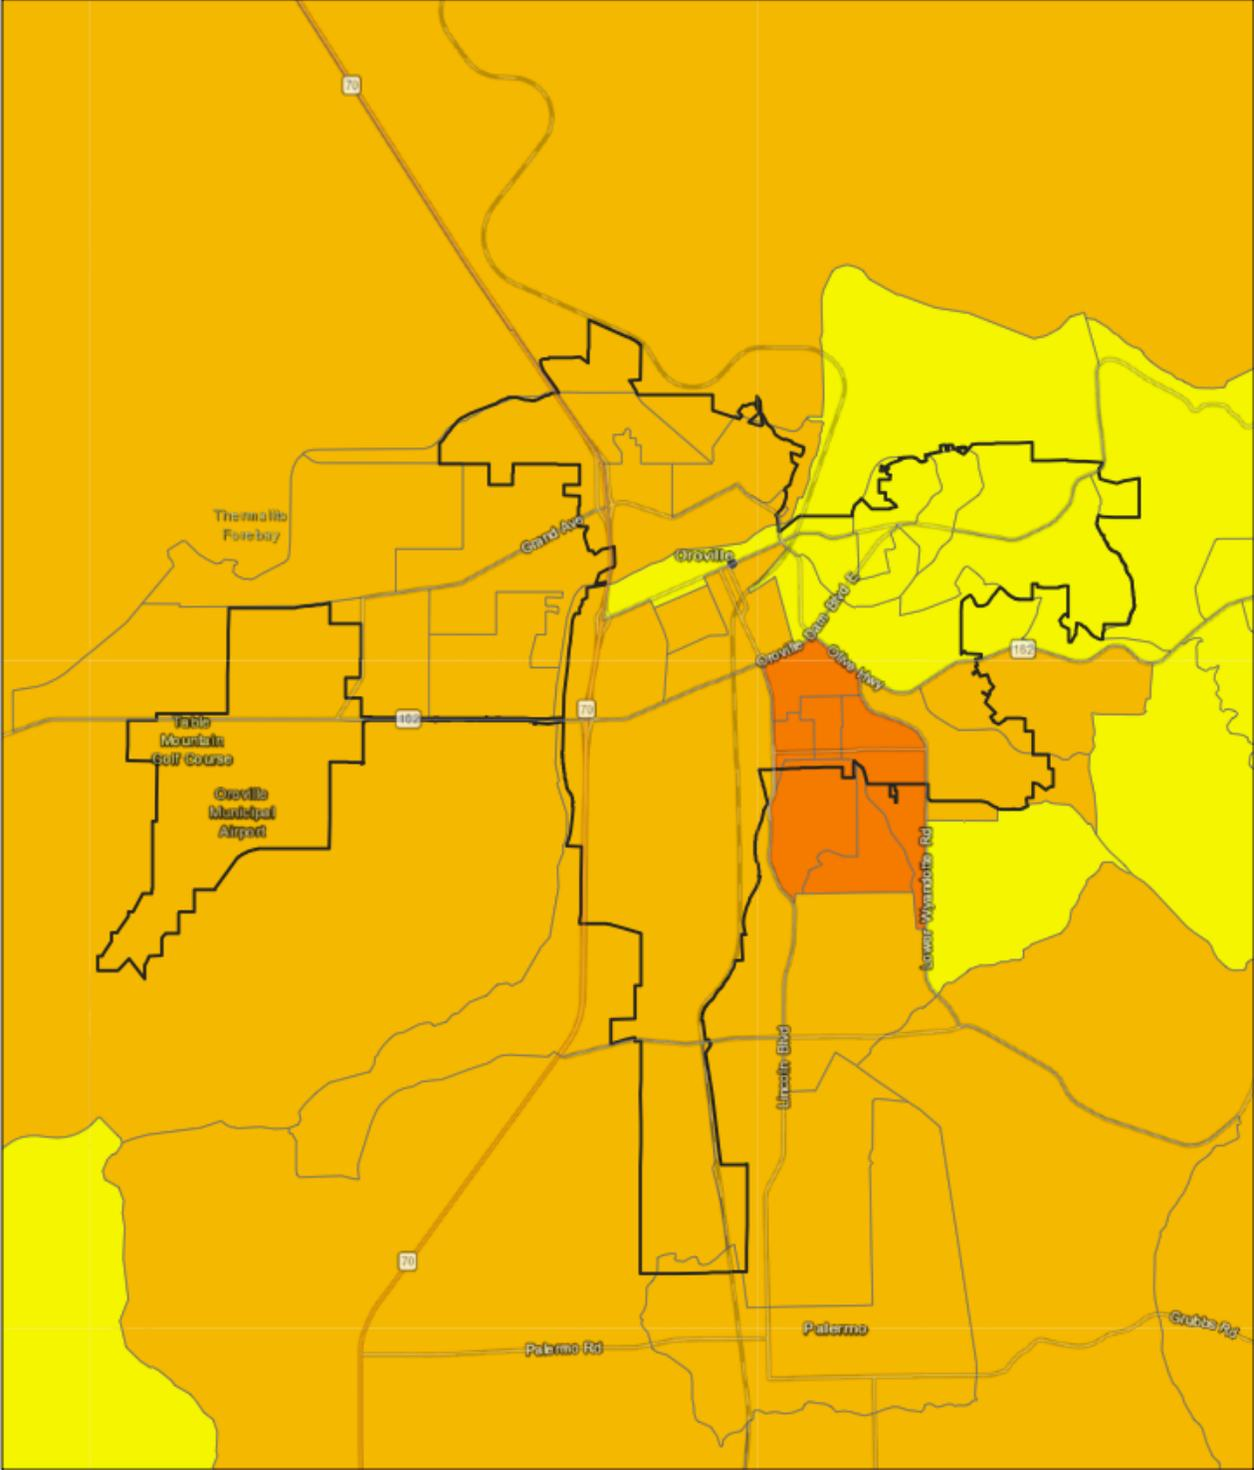 70
Thermalito
Forebay
Grand Ave
Oroville
Oroville Dam Blvd E
Olive Hwy
162
70
162
Table
Mountain
Golf Course
Oroville
Municipal
Airport
Lower Wyandotte Rd
Lincoln Blvd
70
Palermo
Grubbs Rd
Palermo Rd